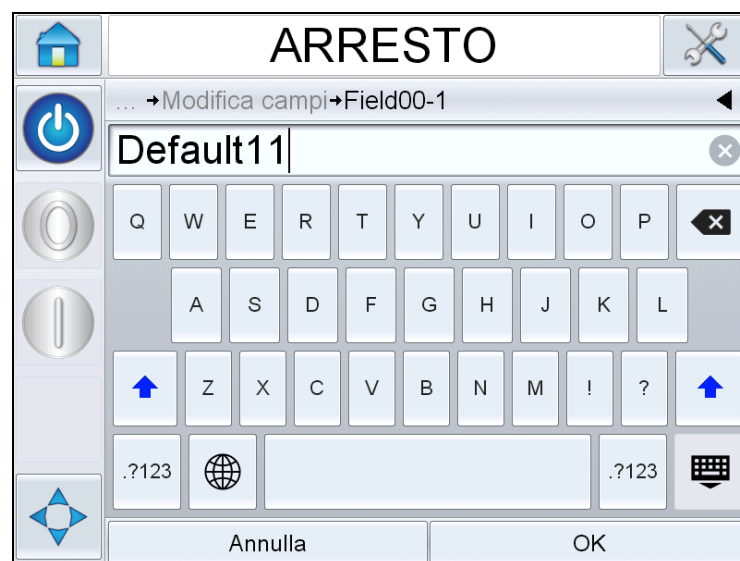 ARRESTO
... →Modifica campi→Field00-1
Default11
Q W E R T Y U I O P
A S D F G H J K L
Z X C V B N M ! ?
.?123 .?123
Annulla OK